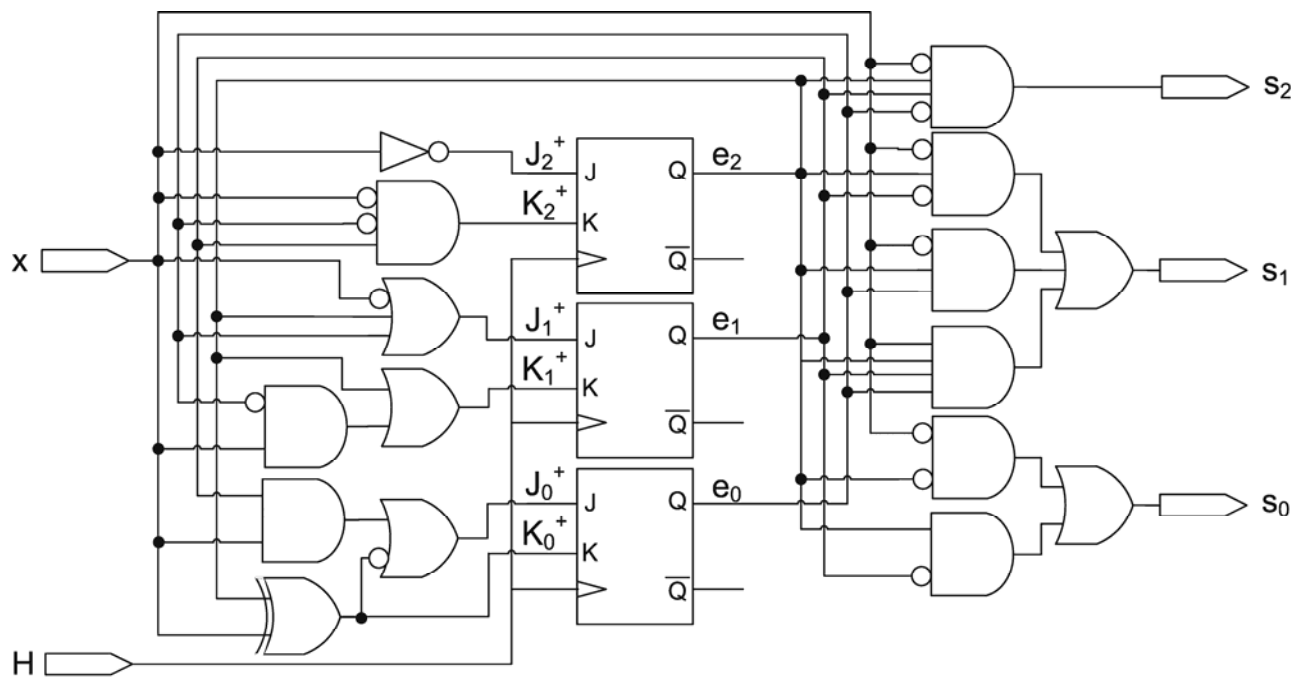 x
H
J₂⁺
K₂⁺
J
K
Q
Q̅
e₂
J₁⁺
K₁⁺
J
K
Q
Q̅
e₁
J₀⁺
K₀⁺
J
K
Q
Q̅
e₀
s₂
s₁
s₀